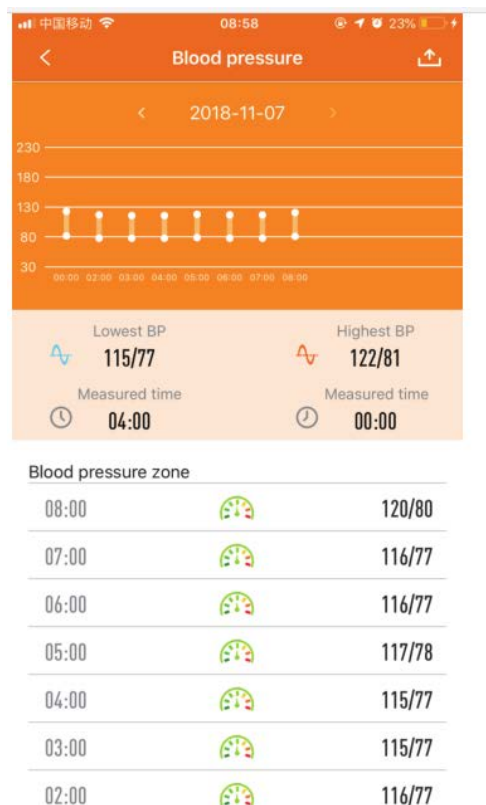 中国移动 08:58 23%
Blood pressure
2018-11-07
230
180
130
80
30
00:00 02:00 03:00 04:00 05:00 06:00 07:00 08:00
Lowest BP Highest BP
115/77 122/81
Measured time Measured time
04:00 00:00
Blood pressure zone
08:00 120/80
07:00 116/77
06:00 116/77
05:00 117/78
04:00 115/77
03:00 115/77
02:00 116/77